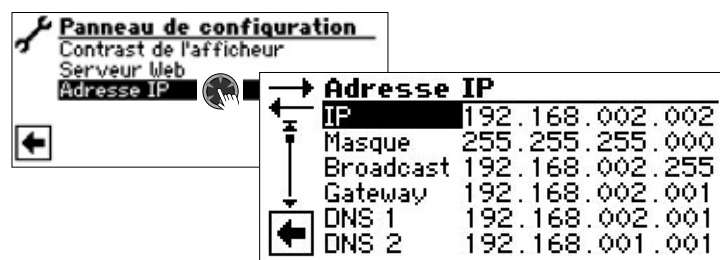 Panneau de configuration
Contrast de l'afficheur
Serveur Web
Adresse IP
Adresse IP
IP 192.168.002.002
Masque 255.255.255.000
Broadcast 192.168.002.255
Gateway 192.168.002.001
DNS 1 192.168.002.001
DNS 2 192.168.001.001